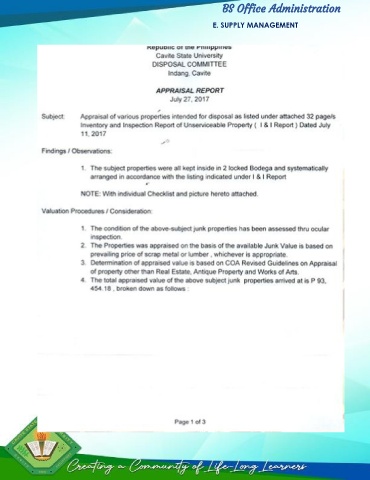 BS Office Administration
E. SUPPLY MANAGEMENT
Republic of the Philippines
Cavite State University
DISPOSAL COMMITTEE
Indang, Cavite
APPRAISAL REPORT
July 27, 2017
Subject: Appraisal of various properties intended for disposal as listed under attached 32 page/s
Inventory and Inspection Report of Unserviceable Property ( I & I Report ) Dated July
11, 2017
Findings / Observations:
1. The subject properties were all kept inside in 2 locked Bodega and systematically
arranged in accordance with the listing indicated under I & I Report
NOTE: With individual Checklist and picture hereto attached.
Valuation Procedures / Consideration:
1. The condition of the above-subject junk properties has been assessed thru ocular
inspection.
2. The Properties was appraised on the basis of the available Junk Value is based on
prevailing price of scrap metal or lumber , whichever is appropriate.
3. Determination of appraised value is based on COA Revised Guidelines on Appraisal
of property other than Real Estate, Antique Property and Works of Arts.
4. The total appraised value of the above subject junk properties arrived at is P 93,
454.18 , broken down as follows :
Page 1 of 3
Creating a Community of Life-Long Learners